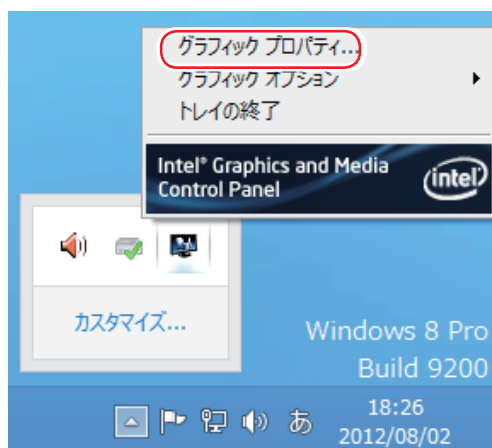 グラフィック プロパティ...
グラフィック オプション
トレイの終了
Intel® Graphics and Media
Control Panel
intel
カスタマイズ...
Windows 8 Pro
Build 9200
あ
18:26
2012/08/02